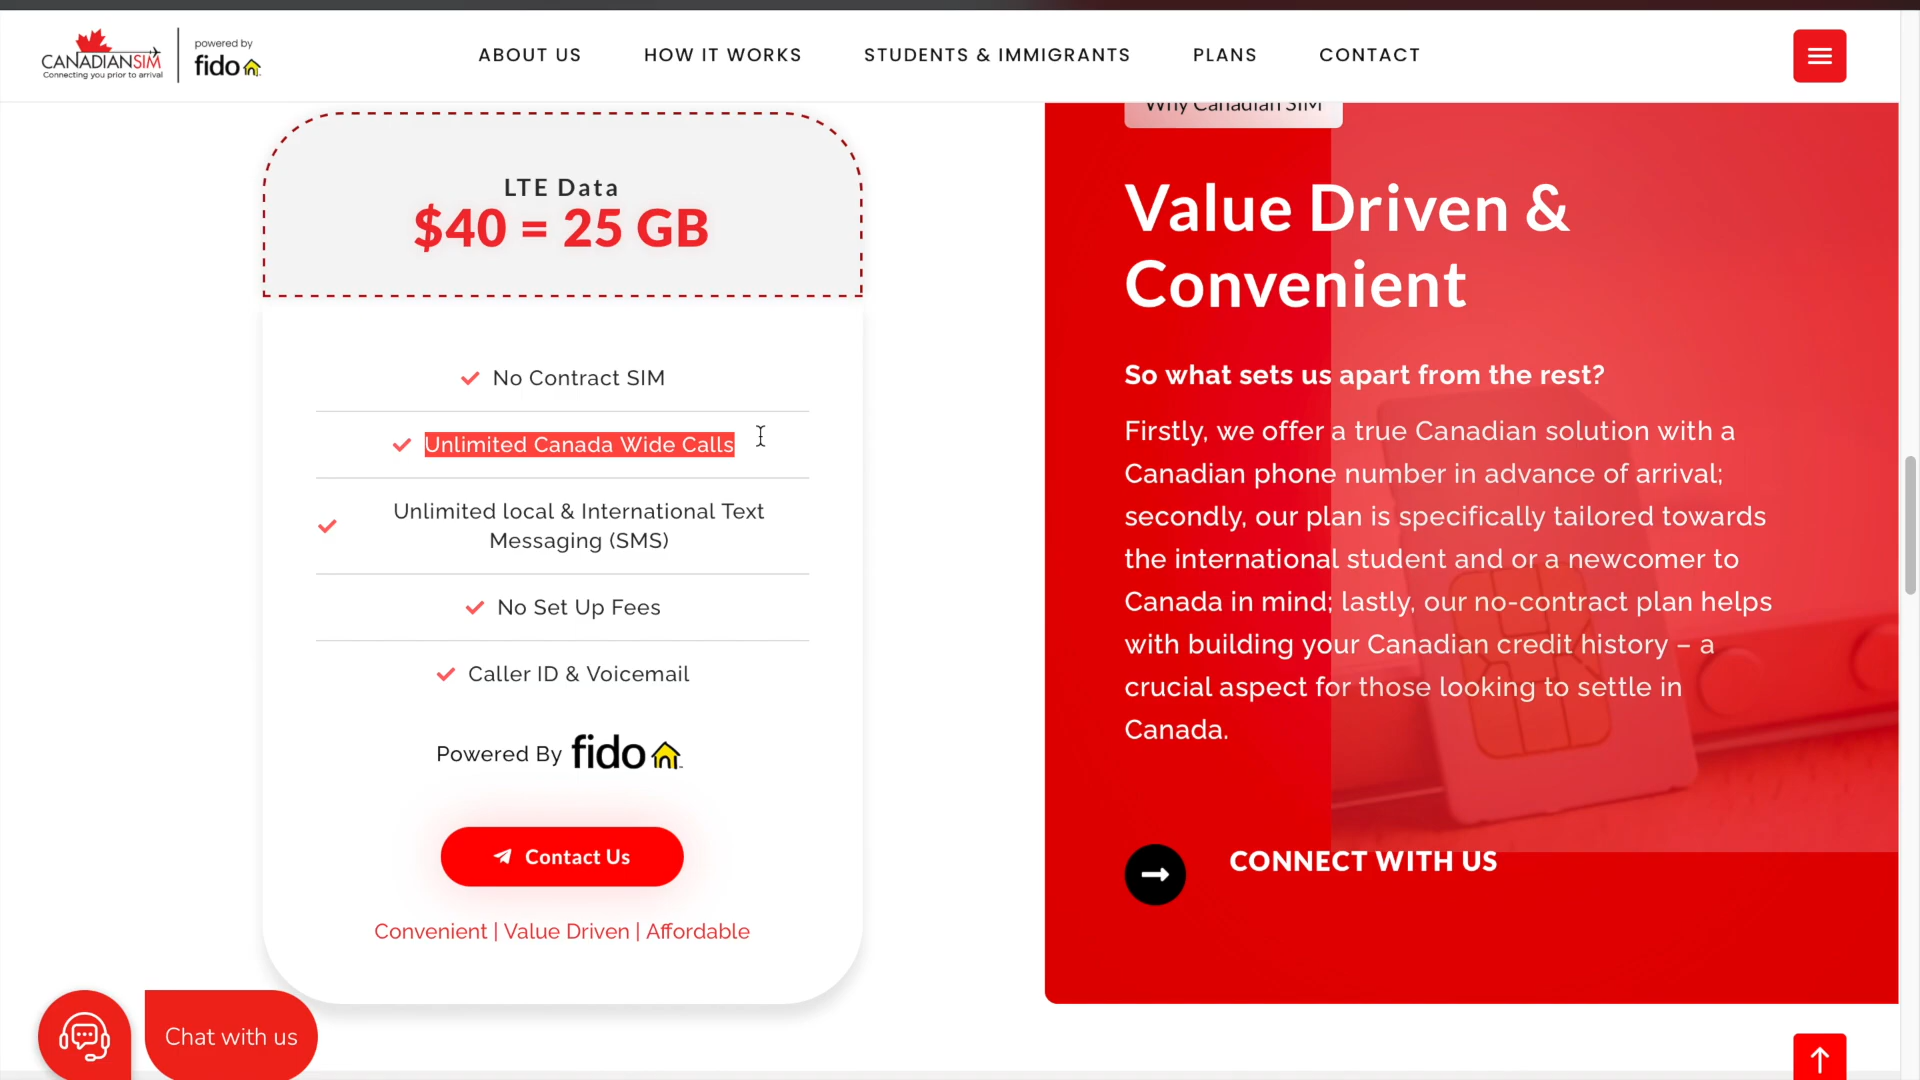 CANADIANSIM
Connecting you prior to arrival
powered by
fido
ABOUT US
HOW IT WORKS
STUDENTS & IMMIGRANTS
PLANS
CONTACT
LTE Data
$40 = 25 GB
No Contract SIM
Unlimited Canada Wide Calls
Unlimited local & International Text
Messaging (SMS)
No Set Up Fees
Caller ID & Voicemail
Powered By fido
Contact Us
Convenient | Value Driven | Affordable
Chat with us
Why Canadian SIM
Value Driven &
Convenient
So what sets us apart from the rest?
Firstly, we offer a true Canadian solution with a
Canadian phone number in advance of arrival;
secondly, our plan is specifically tailored towards
the international student and or a newcomer to
Canada in mind; lastly, our no-contract plan helps
with building your Canadian credit history – a
crucial aspect for those looking to settle in
Canada.
CONNECT WITH US